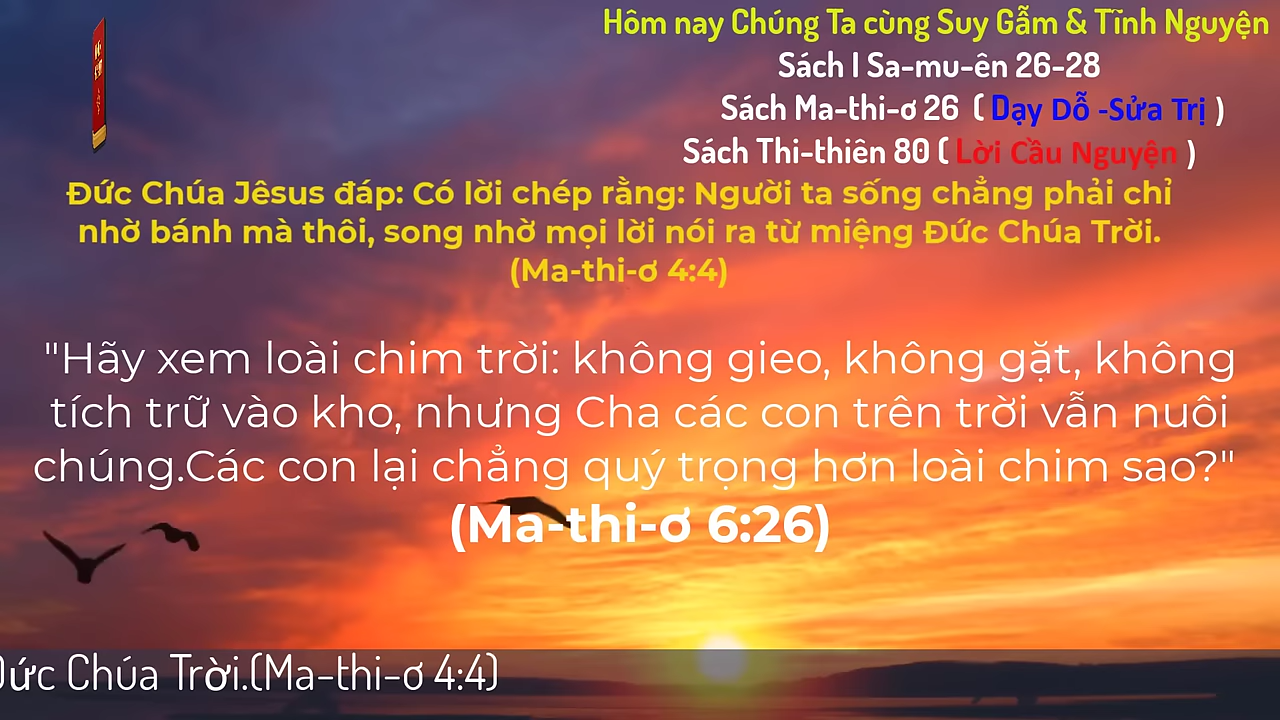 Hôm nay Chúng Ta cùng Suy Gẫm & Tĩnh Nguyện
Sách I Sa-mu-ên 26-28
Sách Ma-thi-ơ 26 ( Dạy Dỗ -Sửa Trị )
Sách Thi-thiên 80 ( Lời Cầu Nguyện )
Đức Chúa Jêsus đáp: Có lời chép rằng: Người ta sống chẳng phải chỉ
nhờ bánh mà thôi, song nhờ mọi lời nói ra từ miệng Đức Chúa Trời.
(Ma-thi-ơ 4:4)
"Hãy xem loài chim trời: không gieo, không gặt, không
tích trữ vào kho, nhưng Cha các con trên trời vẫn nuôi
chúng.Các con lại chẳng quý trọng hơn loài chim sao?"
(Ma-thi-ơ 6:26)
Đức Chúa Trời.(Ma-thi-ơ 4:4)